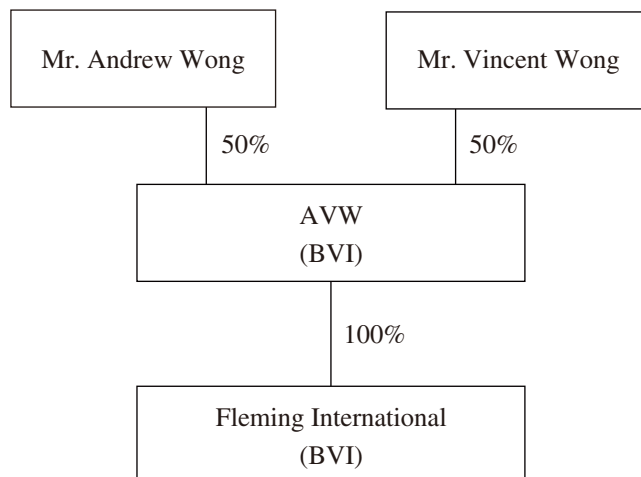 Mr. Andrew Wong
Mr. Vincent Wong
50%
50%
AVW
(BVI)
100%
Fleming International
(BVI)